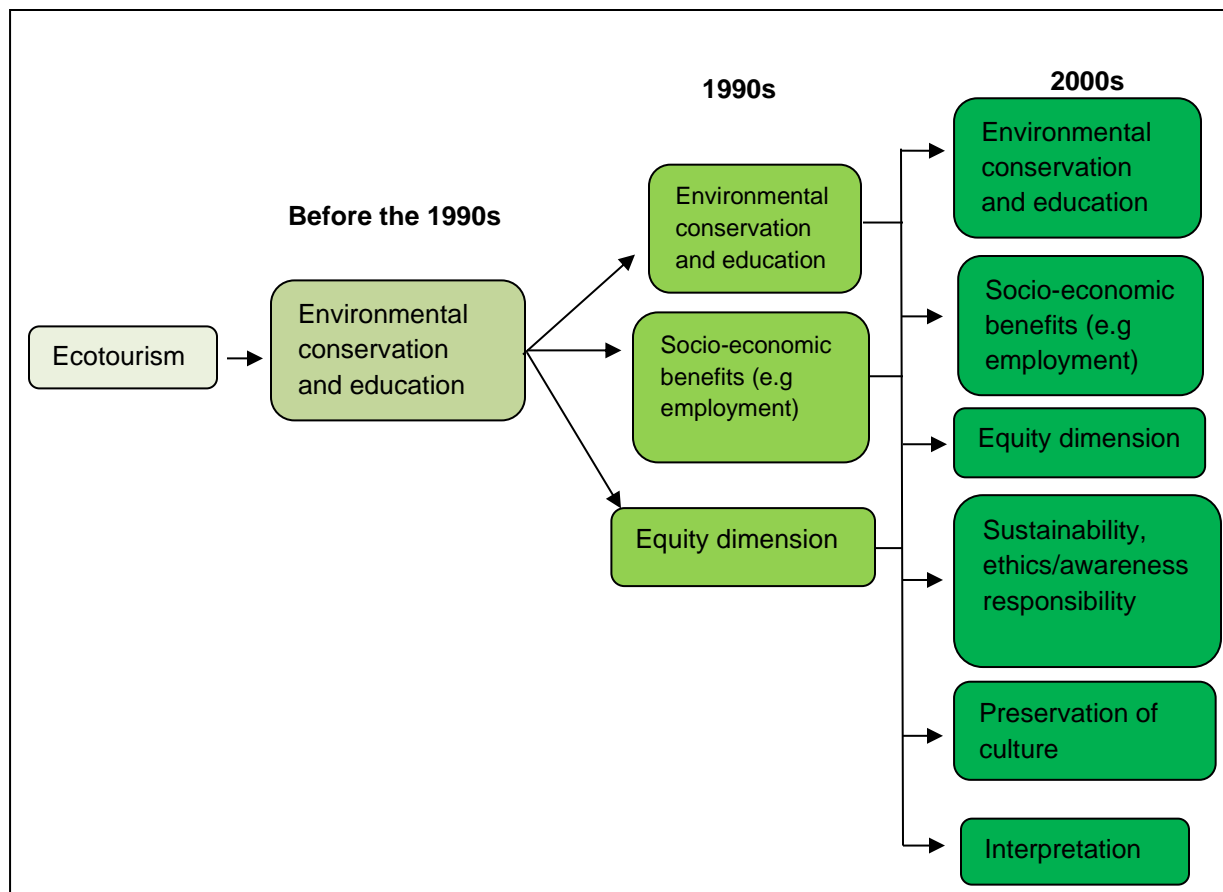 Ecotourism
Before the 1990s
Environmental
conservation
and education
1990s
Environmental
conservation
and education
Socio-economic
benefits (e.g
employment)
Equity dimension
2000s
Environmental
conservation
and education
Socio-economic
benefits (e.g
employment)
Equity dimension
Sustainability,
ethics/awareness
responsibility
Preservation of
culture
Interpretation